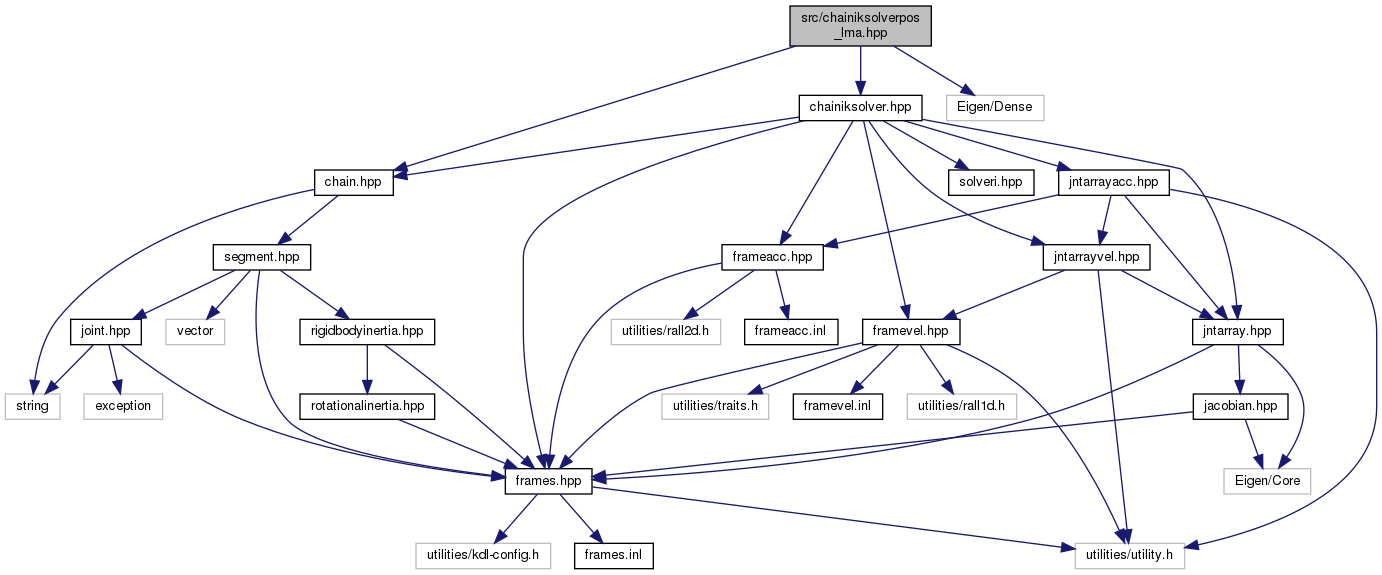 src/chainiksolverpos
_lma.hpp
chainiksolver.hpp
Eigen/Dense
chain.hpp
solveri.hpp
jntarrayacc.hpp
segment.hpp
frameacc.hpp
jntarrayvel.hpp
joint.hpp
vector
rigidbodyinertia.hpp
utilities/rall2d.h
frameacc.inl
framevel.hpp
jntarray.hpp
string
exception
rotationalinertia.hpp
utilities/traits.h
framevel.inl
utilities/rall1d.h
jacobian.hpp
frames.hpp
Eigen/Core
utilities/kdl-config.h
frames.inl
utilities/utility.h